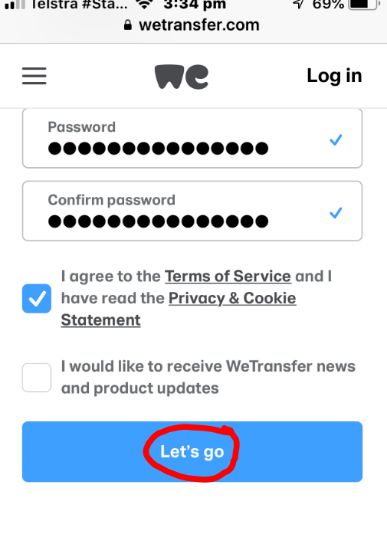 Telstra #Sta... 3:34 pm 69%
wetransfer.com
we Log in
Password
●●●●●●●●●●●●●●●
Confirm password
●●●●●●●●●●●●●●●
I agree to the Terms of Service and I
have read the Privacy & Cookie
Statement
I would like to receive WeTransfer news
and product updates
Let's go